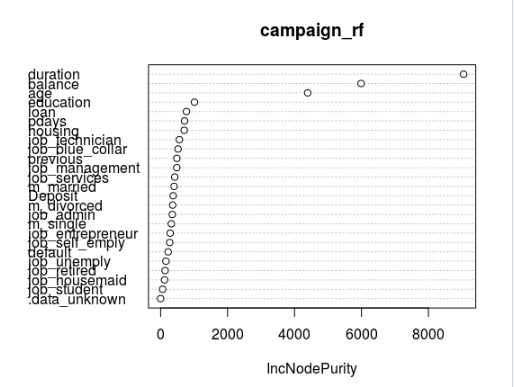 campaign_rf
duration
balance
age
education
loan
pdays
housing
job_technician
job_blue_collar
previous
job_management
job_services
m_married
Deposit
m_divorced
job_admin
m_single
job_entrepreneur
job_self_emply
default
job_unemply
job_retired
job_housemaid
job_student
.data_unknown
0 2000 4000 6000 8000
IncNodePurity